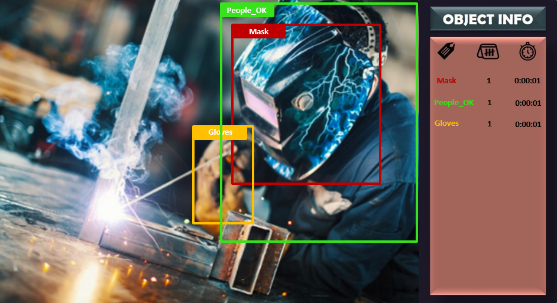 People_OK
Mask
Gloves
OBJECT INFO
Mask 1 0:00:01
People_OK 1 0:00:01
Gloves 1 0:00:01